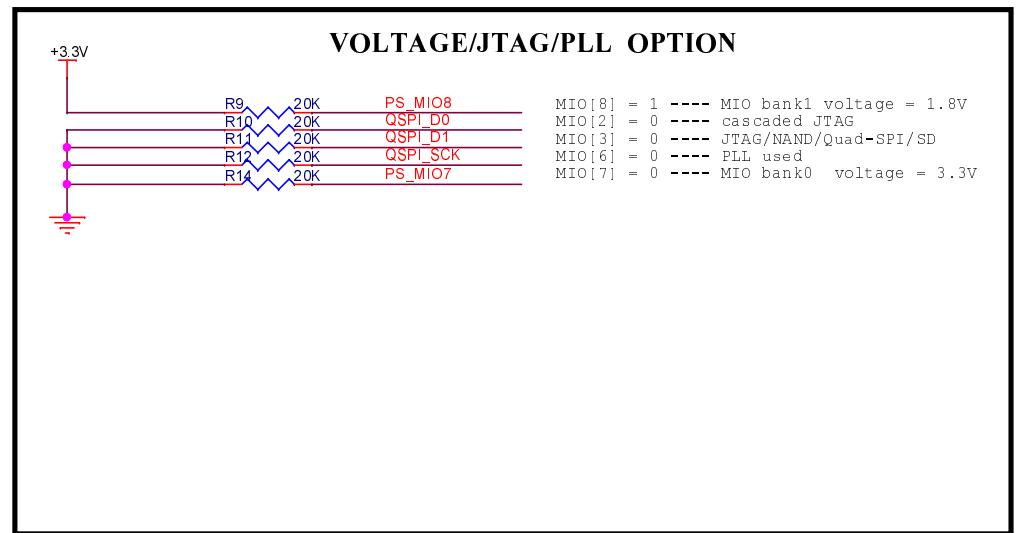 VOLTAGE/JTAG/PLL OPTION
+3.3V
R9 20K PS_MIO8 MIO[8] = 1 ---- MIO bank1 voltage = 1.8V
R10 20K QSPI_D0 MIO[2] = 0 ---- cascaded JTAG
R11 20K QSPI_D1 MIO[3] = 0 ---- JTAG/NAND/Quad-SPI/SD
R12 20K QSPI_SCK MIO[6] = 0 ---- PLL used
R14 20K PS_MIO7 MIO[7] = 0 ---- MIO bank0 voltage = 3.3V